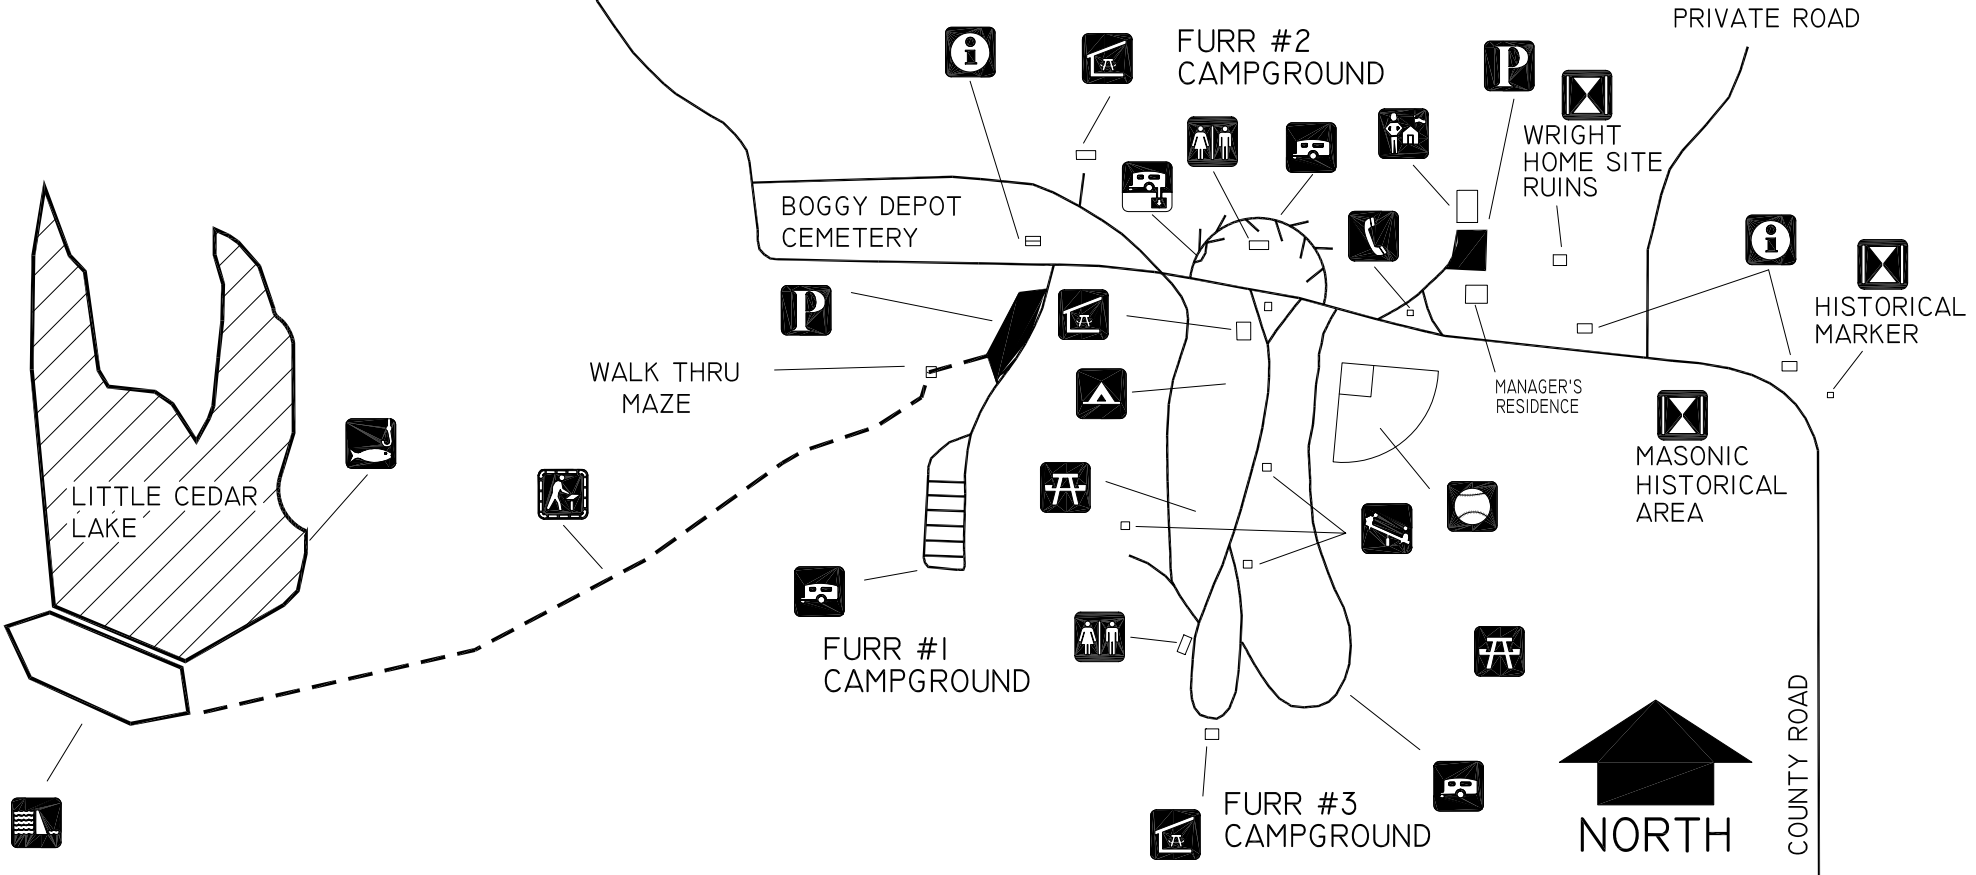 PRIVATE ROAD
i
FURR #2
CAMPGROUND
P
WRIGHT
HOME SITE
RUINS
BOGGY DEPOT
CEMETERY
i
P
HISTORICAL
MARKER
WALK THRU
MAZE
MANAGER'S
RESIDENCE
MASONIC
HISTORICAL
AREA
LITTLE CEDAR
LAKE
FURR #1
CAMPGROUND
COUNTY ROAD
FURR #3
CAMPGROUND
NORTH